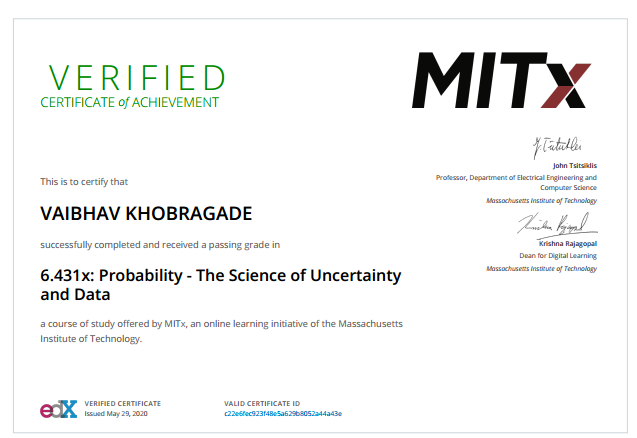 VERIFIED
CERTIFICATE of ACHIEVEMENT
MITx
John Tsitsiklis
Professor, Department of Electrical Engineering and
Computer Science
Massachusetts Institute of Technology
Krishna Rajagopal
Dean for Digital Learning
Massachusetts Institute of Technology
This is to certify that
VAIBHAV KHOBRAGADE
successfully completed and received a passing grade in
6.431x: Probability - The Science of Uncertainty
and Data
a course of study offered by MITx, an online learning initiative of the Massachusetts
Institute of Technology.
edX
VERIFIED CERTIFICATE
Issued May 29, 2020
VALID CERTIFICATE ID
c22e6fec923f48e5a629b8052a44a43e